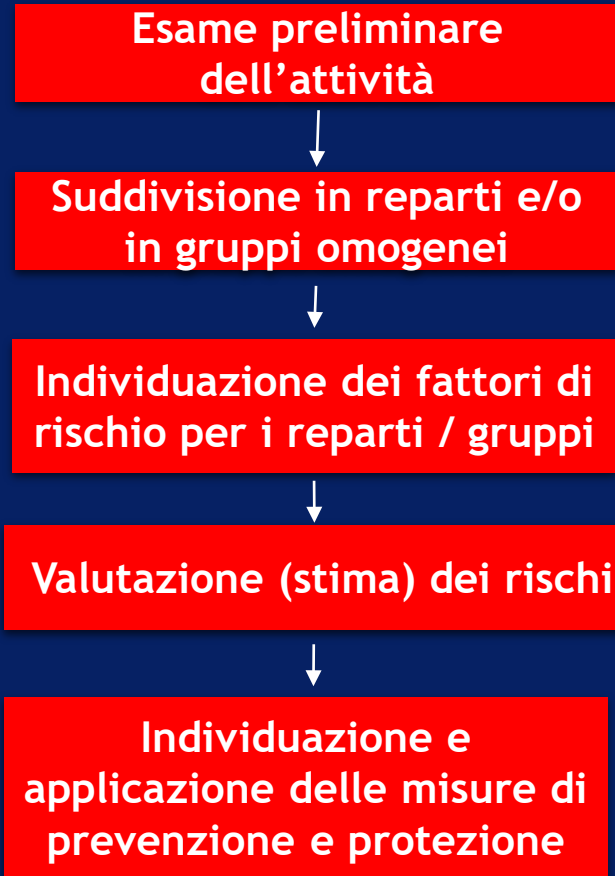 Esame preliminare
dell’attività
Suddivisione in reparti e/o
in gruppi omogenei
Individuazione dei fattori di
rischio per i reparti / gruppi
Valutazione (stima) dei rischi
Individuazione e
applicazione delle misure di
prevenzione e protezione